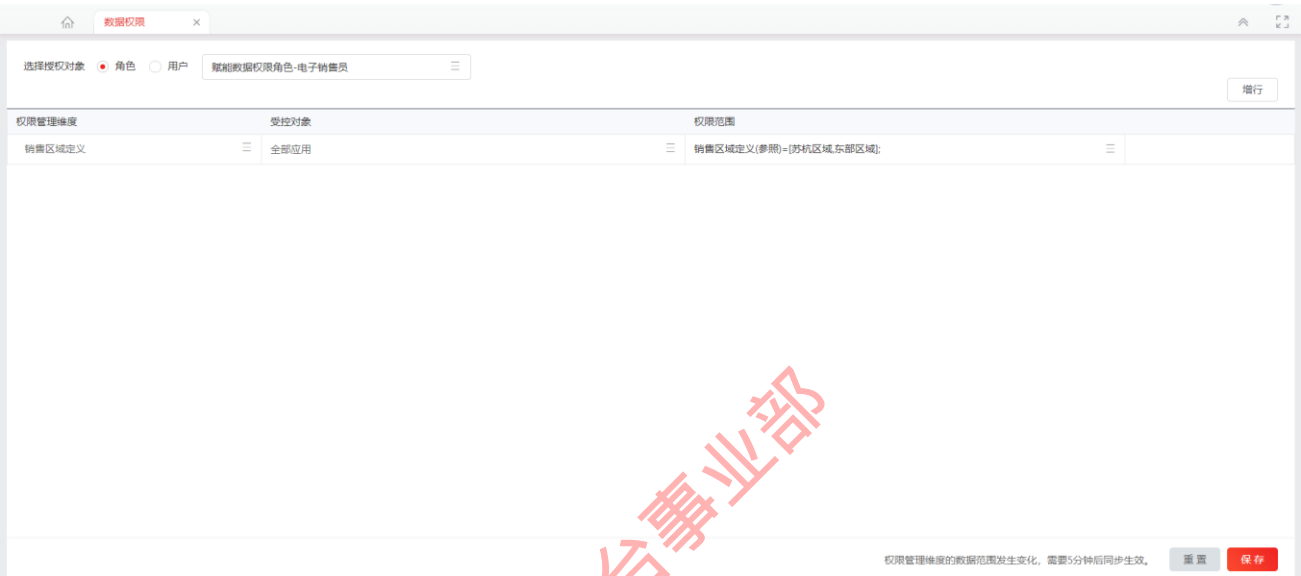 数据权限
选择授权对象 角色 用户 赋能数据权限角色-电子销售员
增行
权限管理维度 受控对象 权限范围
销售区域定义 全部应用 销售区域定义(参照)=[苏杭区域,东部区域];
台事业部
权限管理维度的数据范围发生变化，需要5分钟后同步生效。 重置 保存